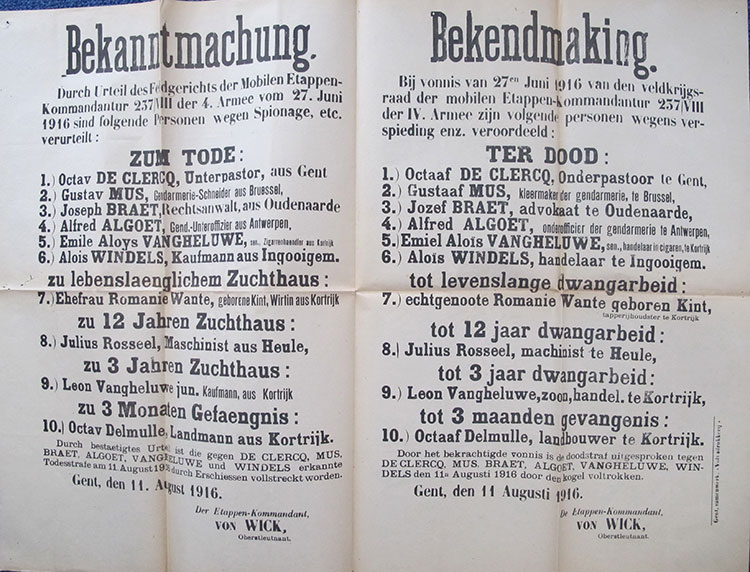 Bekanntmachung.
Durch Urteil des Feldgerichts der Mobilen Etappen-
Kommandantur 237/VIII der 4. Armee vom 27. Juni
1916 sind folgende Personen wegen Spionage, etc.
verurteilt :
ZUM TODE :
1.) Octav DE CLERCQ, Unterpastor, aus Gent
2.) Gustav MUS, Gendarmerie-Schneider aus Bruessel,
3.) Joseph BRAET, Rechtsanwalt, aus Oudenaarde
4.) Alfred ALGOET, Gend.-Unteroffizier aus Antwerpen,
5.) Emile Aloys VANGHELUWE, sen., Zigarrenhaendler aus Kortrijk
6.) Alois WINDELS, Kaufmann aus Ingooigem.
zu lebenslaenglichem Zuchthaus :
7.) Ehefrau Romanie Wante, geborene Kint, Wirtin aus Kortrijk
zu 12 Jahren Zuchthaus :
8.) Julius Rosseel, Maschinist aus Heule,
zu 3 Jahren Zuchthaus :
9.) Leon Vangheluwe jun. Kaufmann, aus Kortrijk
zu 3 Monaten Gefaengnis :
10.) Octav Delmulle, Landmann aus Kortrijk.
Durch bestaetigtes Urteil ist die gegen DE CLERCQ, MUS,
BRAET, ALGOET, VANGHELUWE und WINDELS erkannte
Todesstrafe am 11 August 1916 durch Erschiessen vollstreckt worden.
Gent, den 11. August 1916.
Der Etappen-Kommandant,
VON WICK,
Oberstleutnant.
Bekendmaking.
Bij vonnis van 27en Juni 1916 van den veldkrijgs-
raad der mobilen Etappen-Kommandantur 237/VIII
der IV. Armee zijn volgende personen wegens ver-
spieding enz. veroordeeld :
TER DOOD :
1.) Octaaf DE CLERCQ, Onderpastoor te Gent,
2.) Gustaaf MUS, kleermaker der gendarmerie, te Brussel,
3.) Jozef BRAET, advokaat te Oudenaarde,
4.) Alfred ALGOET, onderofficier der gendarmerie te Antwerpen,
5.) Emiel Aloïs VANGHELUWE, sen., handelaar in cigaren, te Kortrijk
6.) Aloïs WINDELS, handelaar te Ingooigem.
tot levenslange dwangarbeid :
7.) echtgenoote Romanie Wante geboren Kint,
tapperijhoudster te Kortrijk
tot 12 jaar dwangarbeid :
8.) Julius Rosseel, machinist te Heule,
tot 3 jaar dwangarbeid :
9.) Leon Vangheluwe, zoon, handel. te Kortrijk,
tot 3 maanden gevangenis :
10.) Octaaf Delmulle, landbouwer te Kortrijk.
Door het bekrachtigde vonnis is de doodstraf uitgesproken tegen
DE CLERCQ, MUS, BRAET, ALGOET, VANGHELUWE, WIN-
DELS den 11n Augusti 1916 door den kogel voltrokken.
Gent, den 11 Augusti 1916.
De Etappen-Kommandant,
VON WICK,
Oberstleutnant.
Gent,